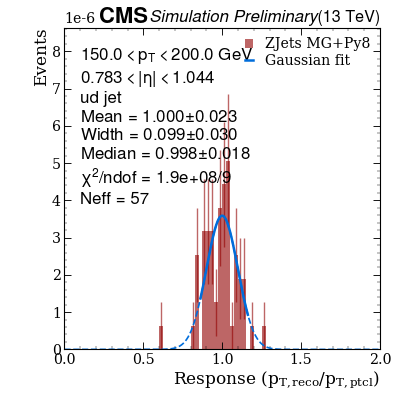 1e-6 CMS Simulation Preliminary (13 TeV)
Events
ZJets MG+Py8
Gaussian fit
150.0 < pT < 200.0 GeV
0.783 < |η| < 1.044
ud jet
Mean = 1.000±0.023
Width = 0.099±0.030
Median = 0.998±0.018
χ²/ndof = 1.9e+08/9
Neff = 57
8
7
6
5
4
3
2
1
0
0.0 0.5 1.0 1.5 2.0
Response (pT,reco/pT,ptcl)